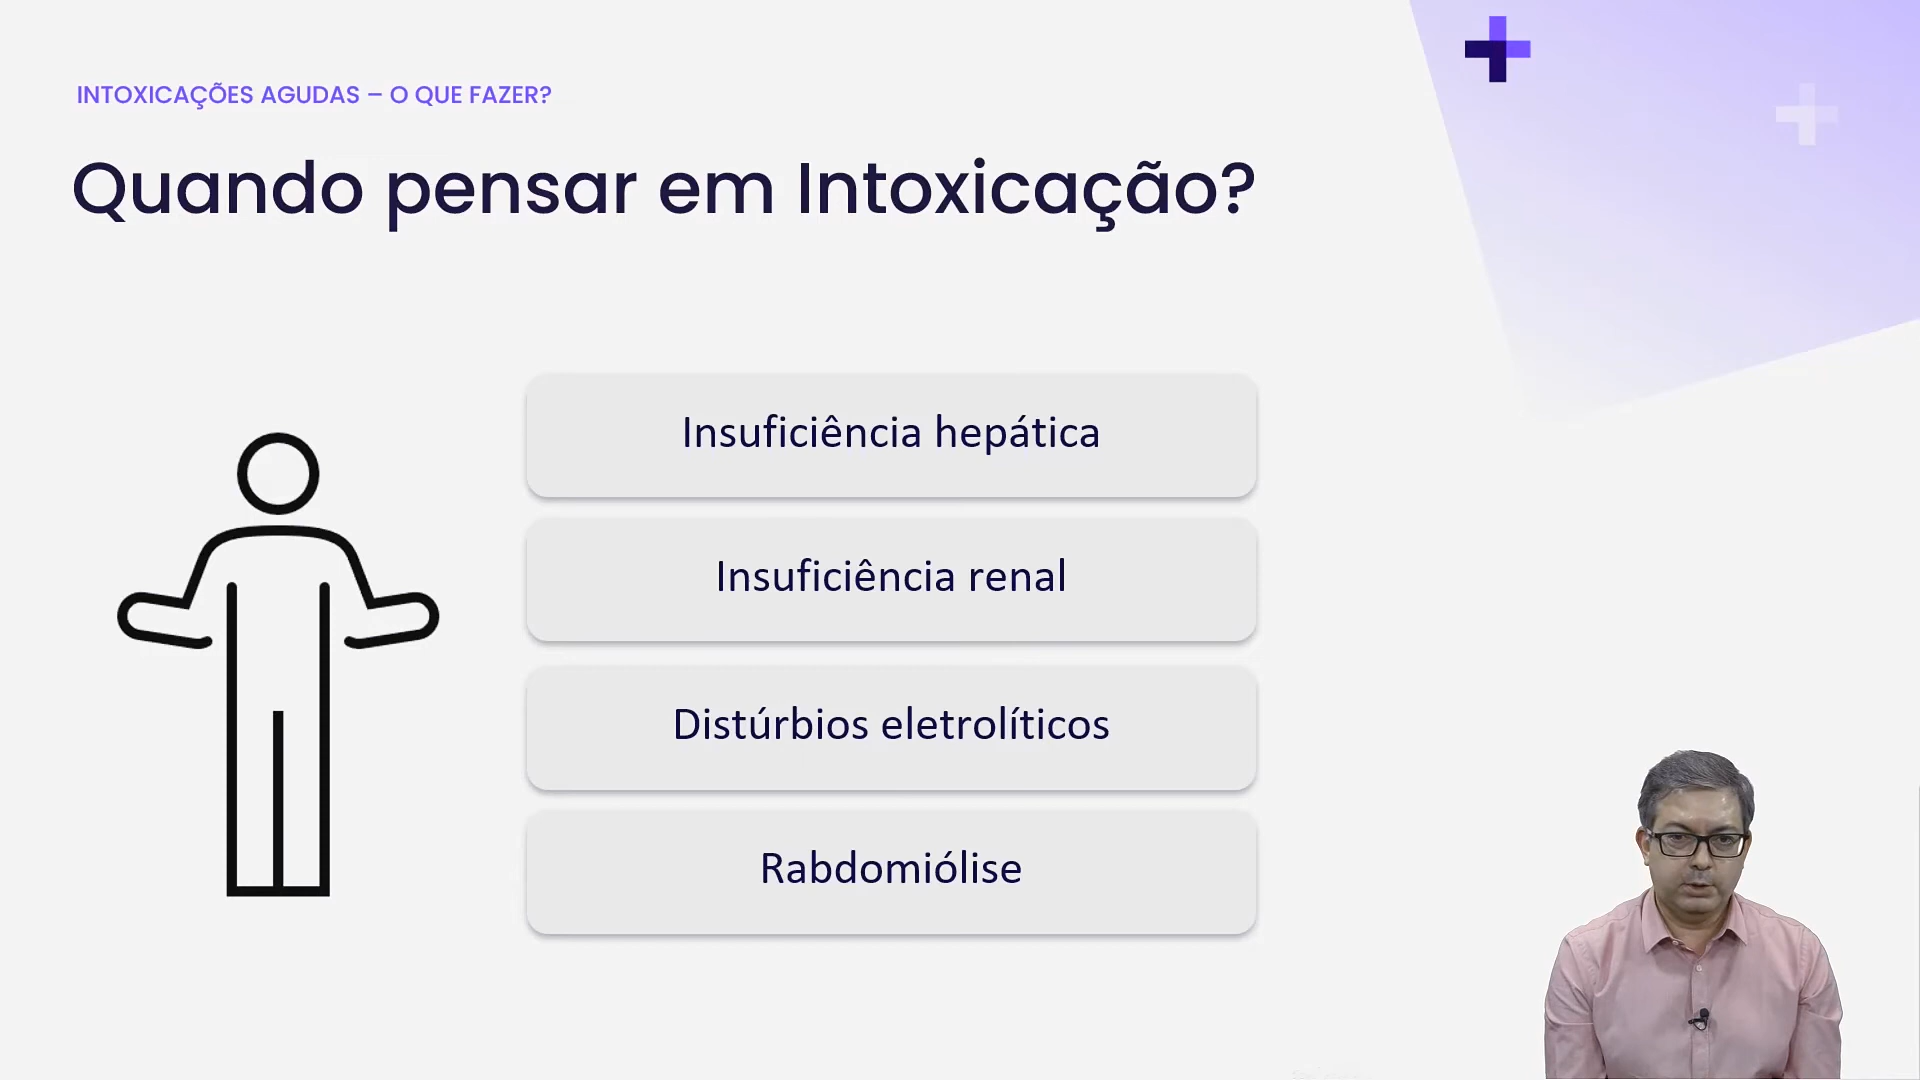 INTOXICAÇÕES AGUDAS – O QUE FAZER?
Quando pensar em Intoxicação?
Insuficiência hepática
Insuficiência renal
Distúrbios eletrolíticos
Rabdomiólise